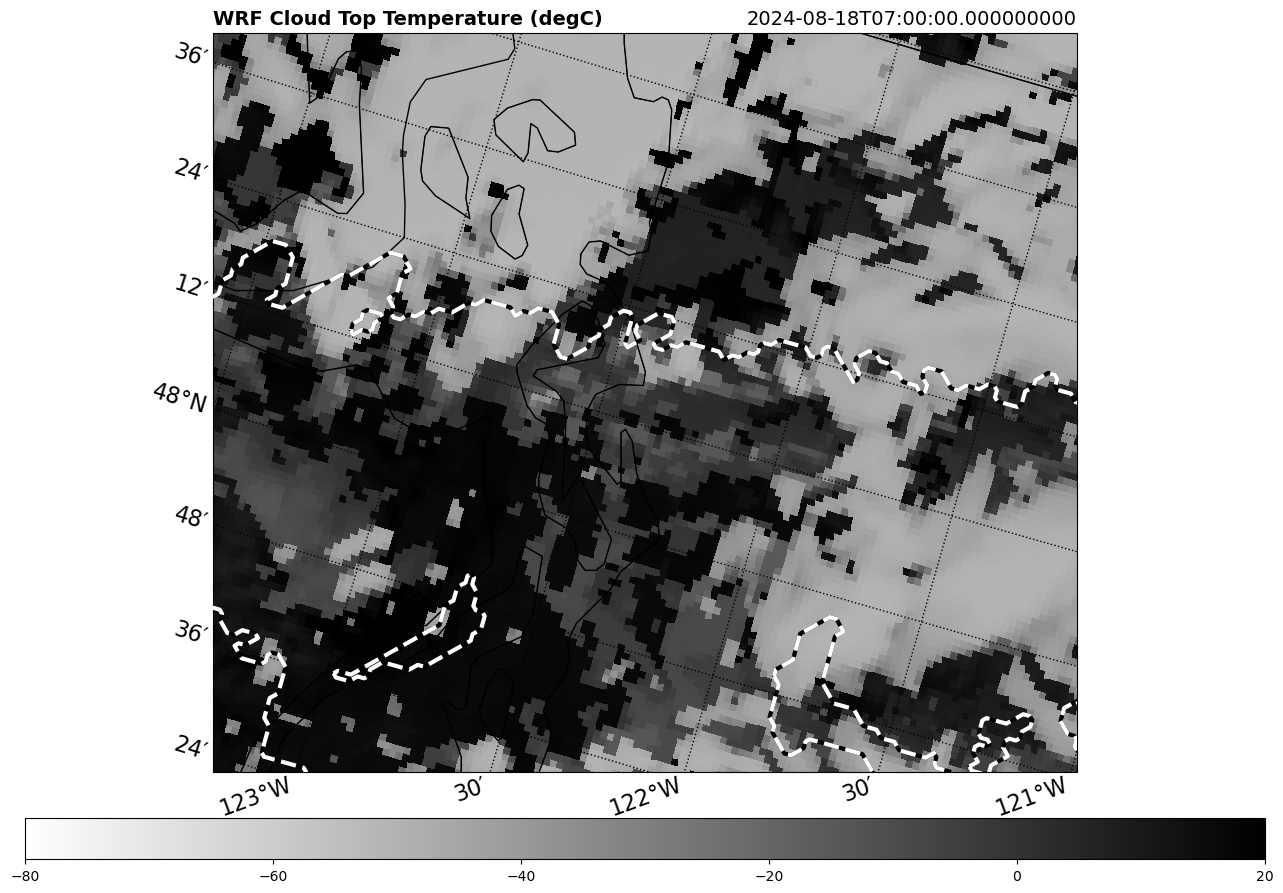 WRF Cloud Top Temperature (degC)
2024-08-18T07:00:00.000000000
36′
24′
12′
48°N
48′
36′
24′
123°W
30′
122°W
30′
121°W
−80
−60
−40
−20
0
20